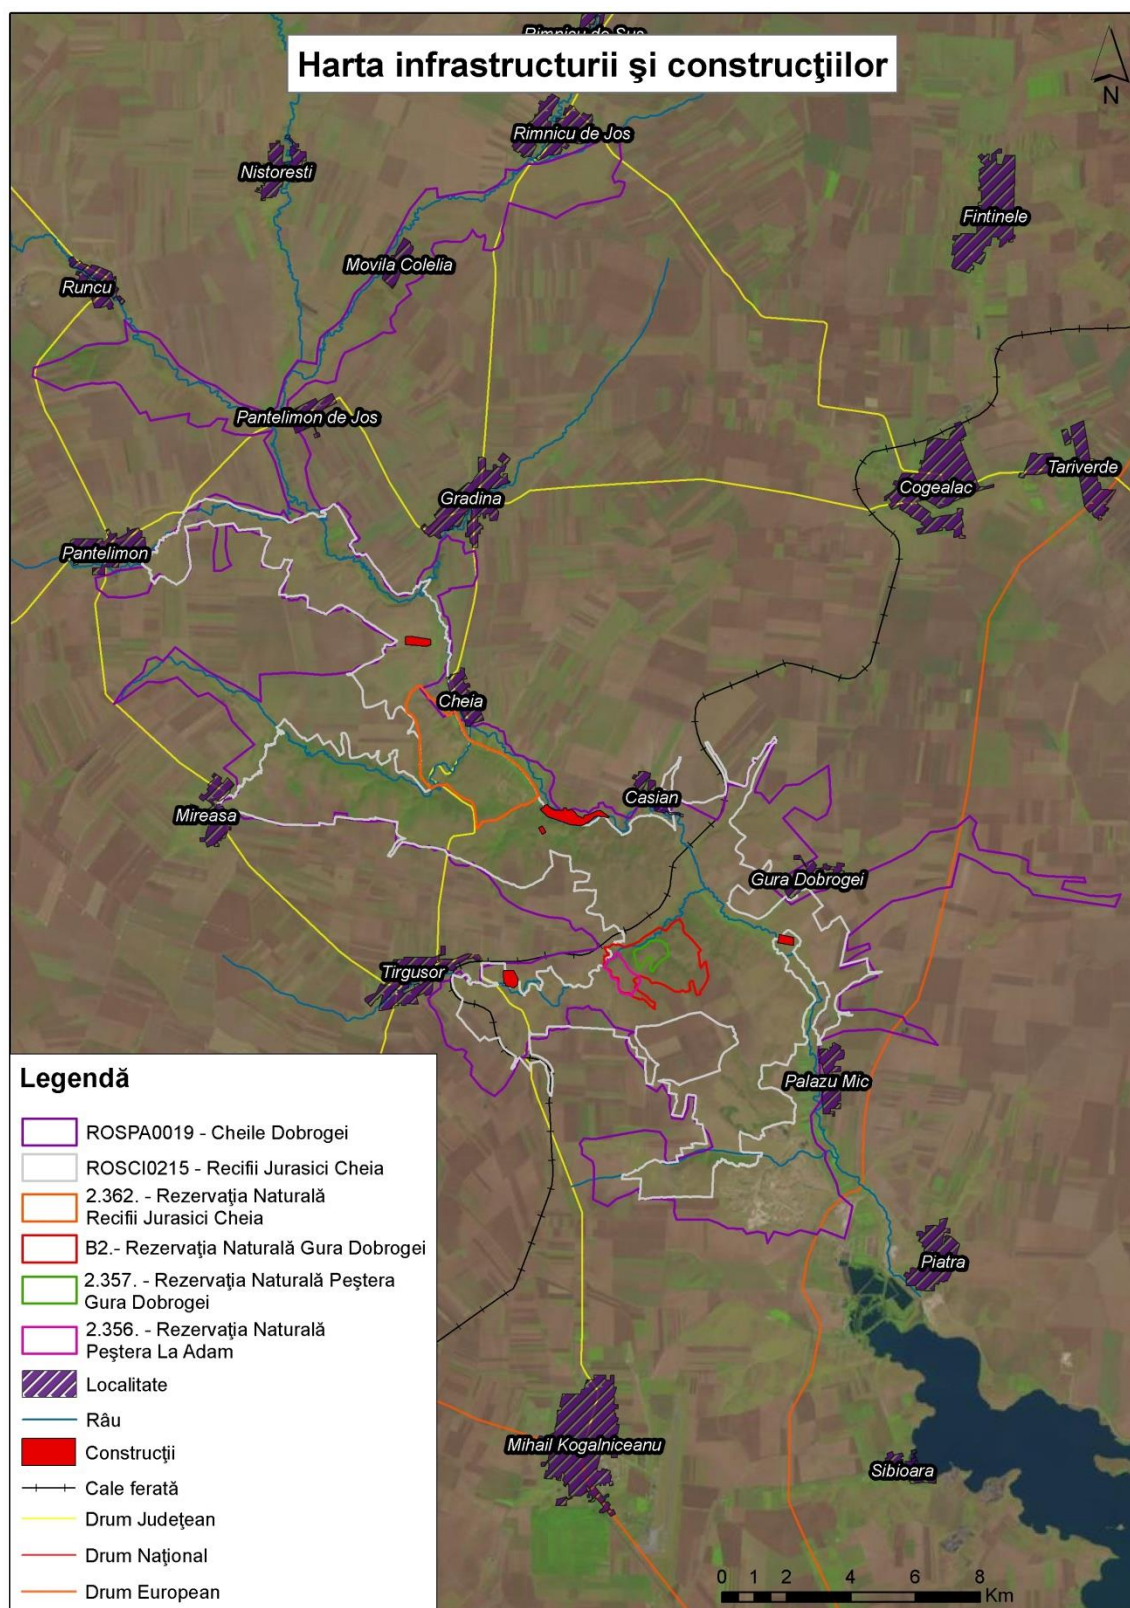 Rimnicu de Sus
Harta infrastructurii şi construcţiilor
N
Rimnicu de Jos
Nistoresti
Fintinele
Movila Colelia
Runcu
Pantelimon de Jos
Tariverde
Cogealac
Gradina
Pantelimon
Cheia
Casian
Mireasa
Gura Dobrogei
Tirgusor
Palazu Mic
Piatra
Mihail Kogalniceanu
Sibioara
Legendă
ROSPA0019 - Cheile Dobrogei
ROSCI0215 - Recifii Jurasici Cheia
2.362. - Rezervaţia Naturală
Recifii Jurasici Cheia
B2.- Rezervaţia Naturală Gura Dobrogei
2.357. - Rezervaţia Naturală Peştera
Gura Dobrogei
2.356. - Rezervaţia Naturală
Peştera La Adam
Localitate
Râu
Construcţii
Cale ferată
Drum Judeţean
Drum Naţional
Drum European
0 1 2 4 6 8
Km